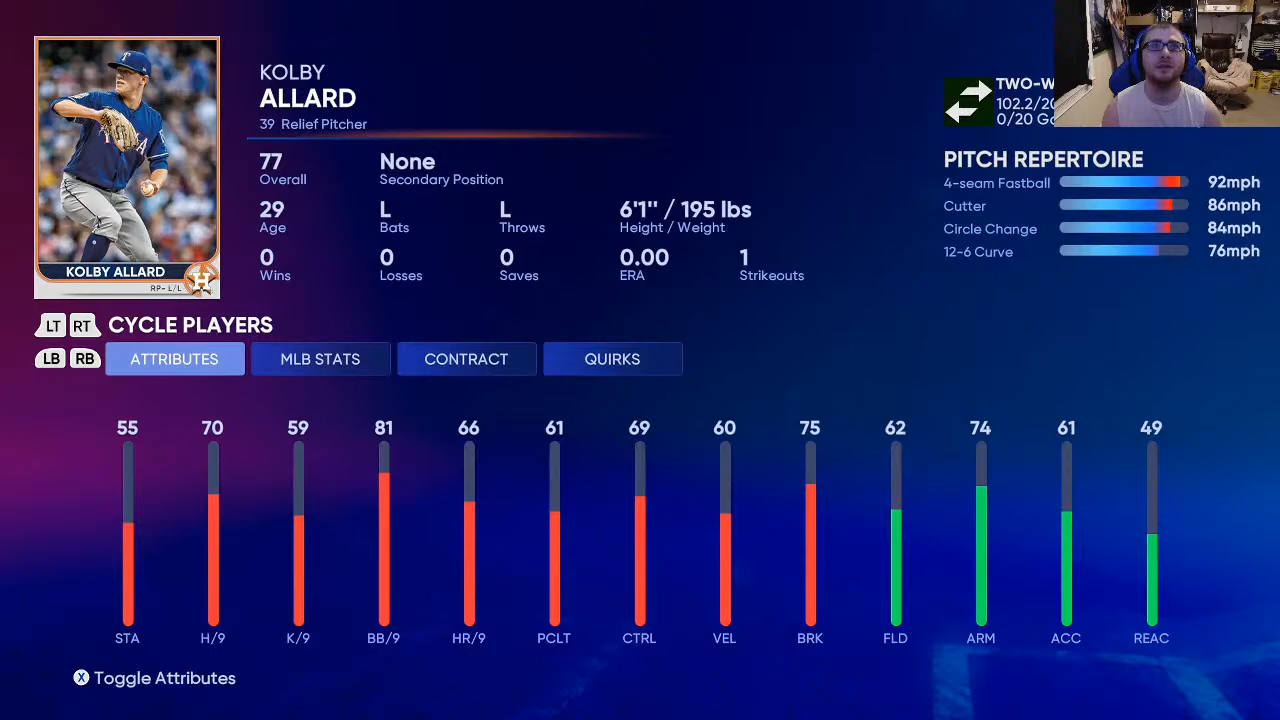 KOLBY
ALLARD
39 Relief Pitcher
77
Overall
None
Secondary Position
29
Age
L
Bats
L
Throws
6'1" / 195 lbs
Height / Weight
0
Wins
0
Losses
0
Saves
0.00
ERA
1
Strikeouts
T
A
KOLBY ALLARD
H
RP- L/L
TWO-W
102.2/20
0/20 Ga
PITCH REPERTOIRE
4-seam Fastball 92mph
Cutter 86mph
Circle Change 84mph
12-6 Curve 76mph
LT RT CYCLE PLAYERS
LB RB ATTRIBUTES MLB STATS CONTRACT QUIRKS
55 70 59 81 66 61 69 60 75 62 74 61 49
STA H/9 K/9 BB/9 HR/9 PCLT CTRL VEL BRK FLD ARM ACC REAC
X Toggle Attributes